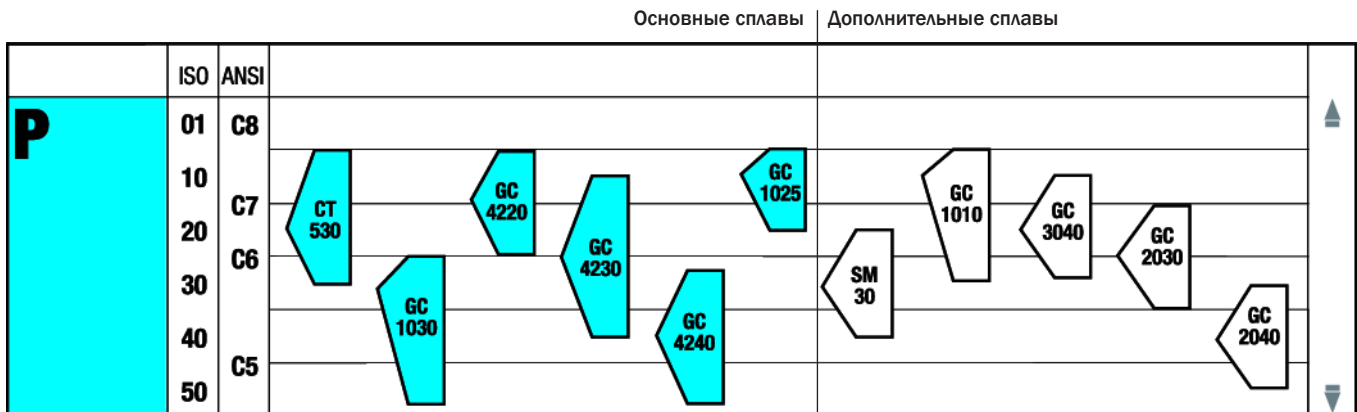 Основные сплавы Дополнительные сплавы
ISO ANSI
P
01 C8
10
C7
20
C6
30
40
C5
50
CT
530
GC
1030
GC
4220
GC
4230
GC
4240
GC
1025
SM
30
GC
1010
GC
3040
GC
2030
GC
2040